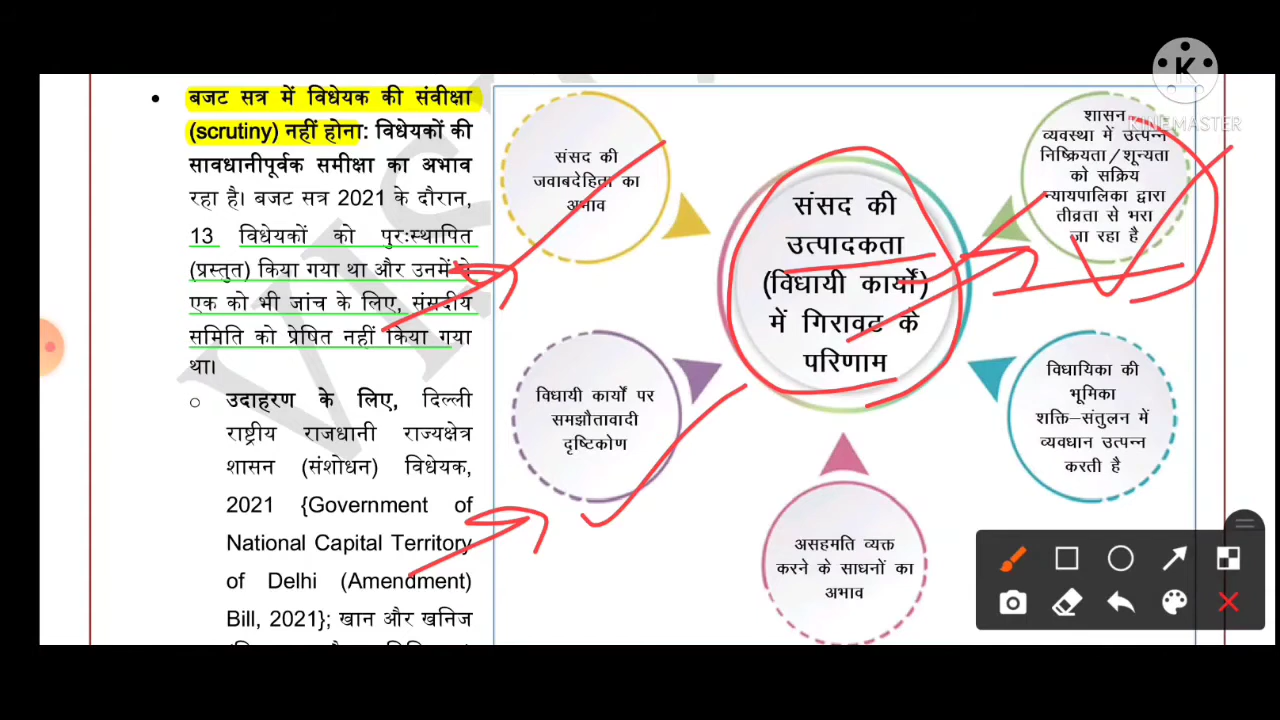 KINEMASTER
• बजट सत्र में विधेयक की संवीक्षा
(scrutiny) नहीं होना: विधेयकों की
सावधानीपूर्वक समीक्षा का अभाव
रहा है। बजट सत्र 2021 के दौरान,
13 विधेयकों को पुरःस्थापित
(प्रस्तुत) किया गया था और उनमें से
एक को भी जांच के लिए, संसदीय
समिति को प्रेषित नहीं किया गया
था।
o उदाहरण के लिए, दिल्ली
राष्ट्रीय राजधानी राज्यक्षेत्र
शासन (संशोधन) विधेयक,
2021 {Government of
National Capital Territory
of Delhi (Amendment)
Bill, 2021}; खान और खनिज
संसद की
जवाबदेहिता का
अभाव
संसद की
उत्पादकता
(विधायी कार्यों)
में गिरावट के
परिणाम
शासन
व्यवस्था में उत्पन्न
निष्क्रियता/शून्यता
को सक्रिय
न्यायपालिका द्वारा
तीव्रता से भरा
जा रहा है
विधायी कार्यों पर
समझौतावादी
दृष्टिकोण
विधायिका की
भूमिका
शक्ति-संतुलन में
व्यवधान उत्पन्न
करती है
असहमति व्यक्त
करने के साधनों का
अभाव